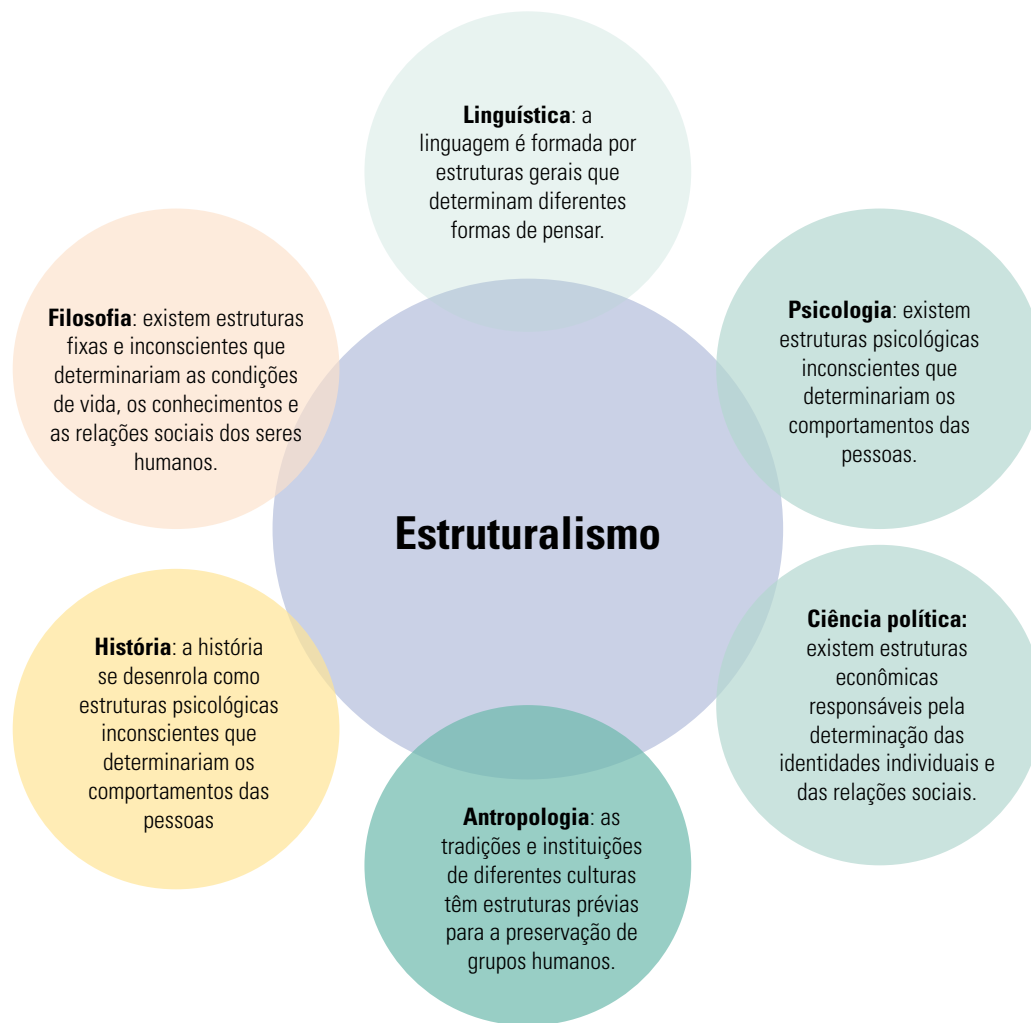 Linguística: a
linguagem é formada por
estruturas gerais que
determinam diferentes
formas de pensar.
Filosofia: existem estruturas
fixas e inconscientes que
determinariam as condições
de vida, os conhecimentos e
as relações sociais dos seres
humanos.
Psicologia: existem
estruturas psicológicas
inconscientes que
determinariam os
comportamentos das
pessoas.
Estruturalismo
História: a história
se desenrola como
estruturas psicológicas
inconscientes que
determinariam os
comportamentos das
pessoas
Ciência política:
existem estruturas
econômicas
responsáveis pela
determinação das
identidades individuais e
das relações sociais.
Antropologia: as
tradições e instituições
de diferentes culturas
têm estruturas prévias
para a preservação de
grupos humanos.